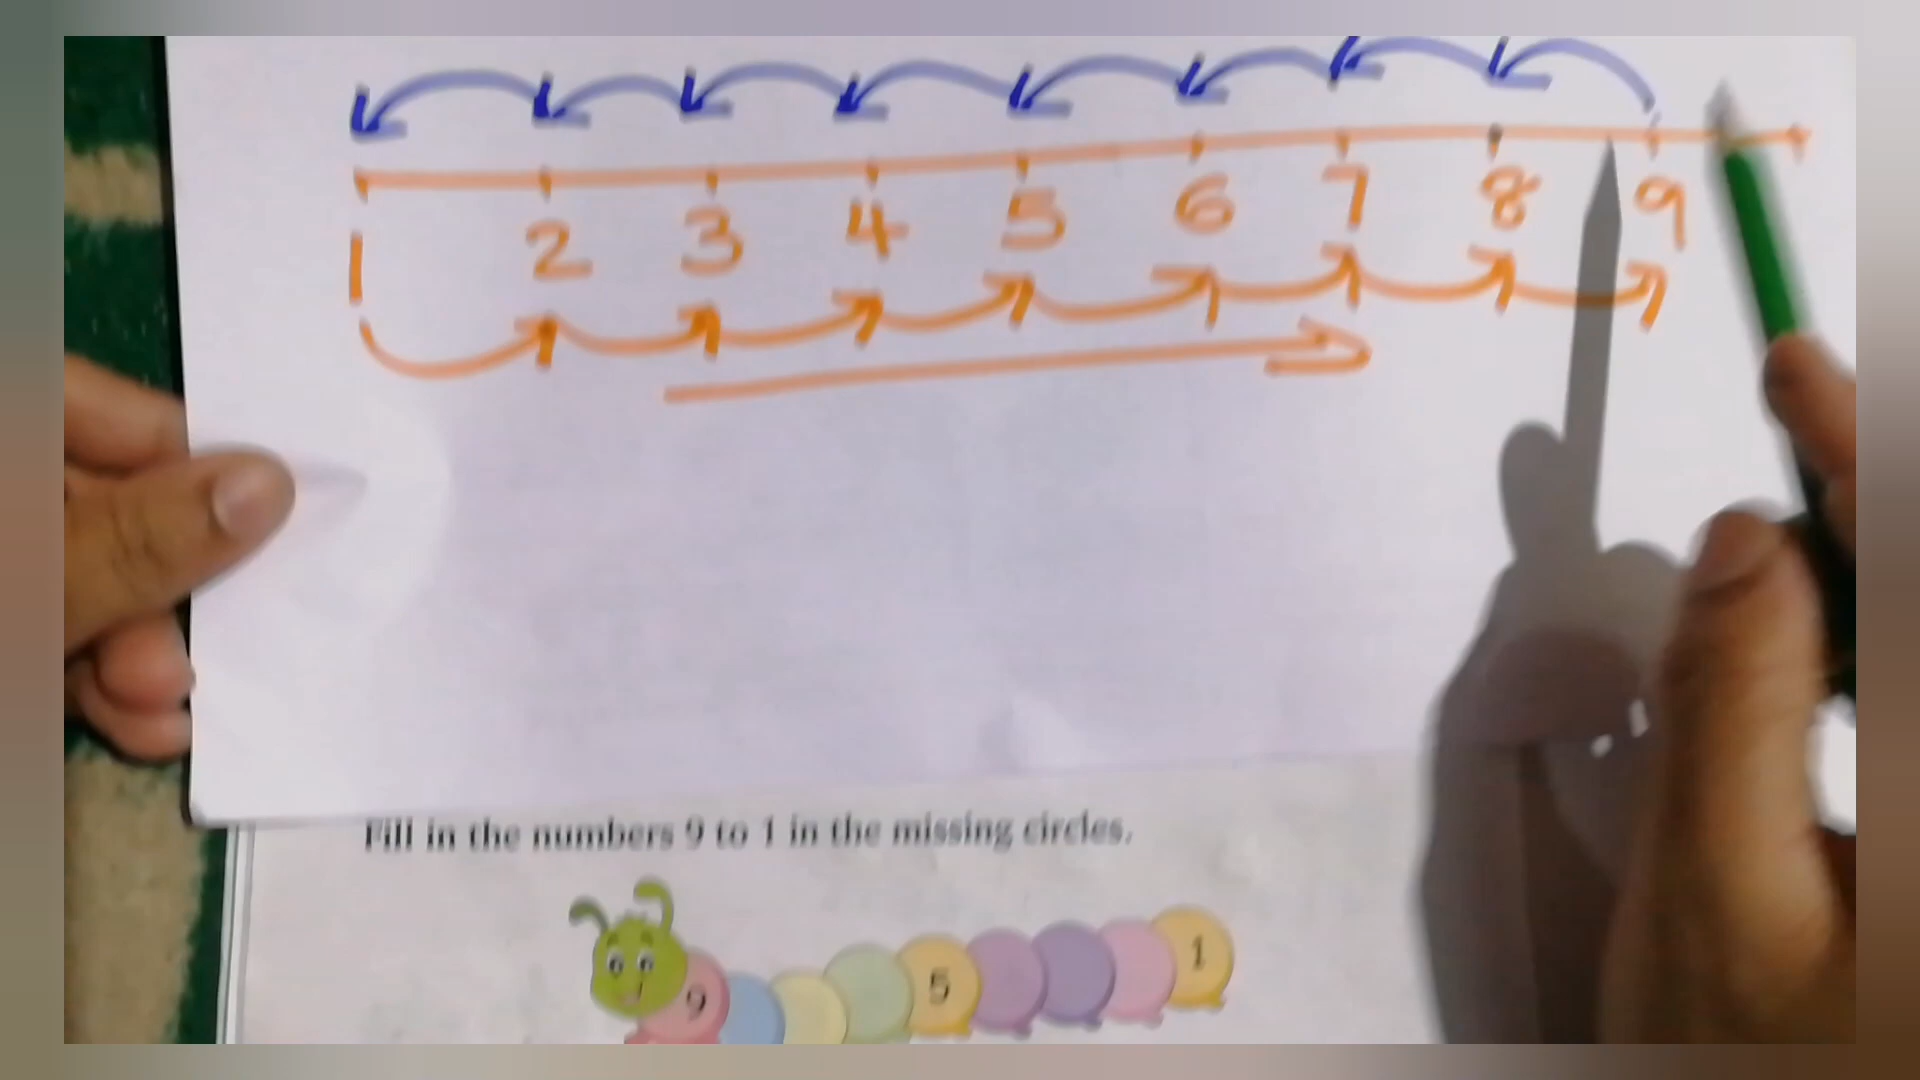 1 2 3 4 5 6 7 8 9
Fill in the numbers 9 to 1 in the missing circles.
9 5 1